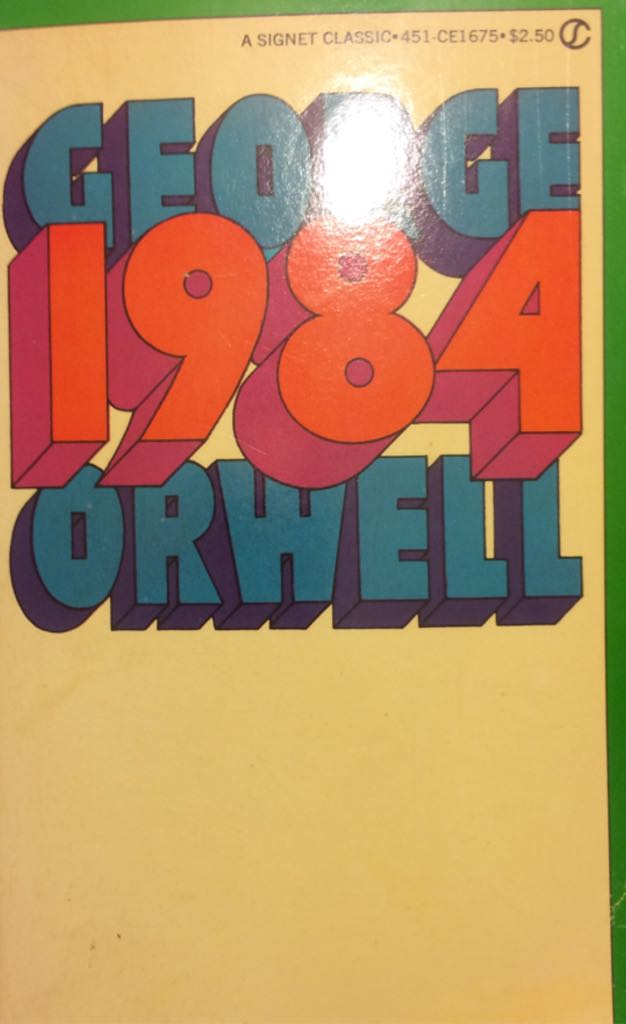 A SIGNET CLASSIC•451-CE1675•$2.50
GEORGE
1984
ORWELL